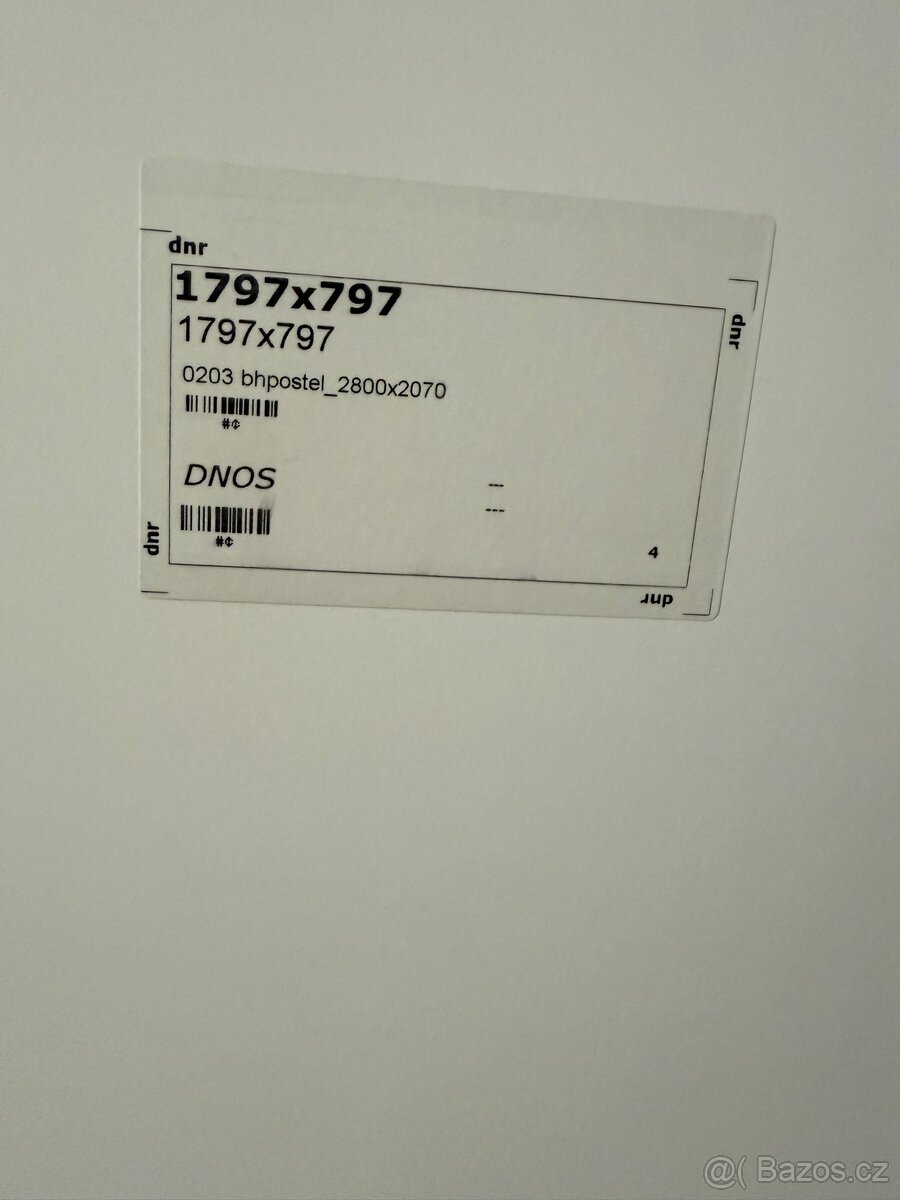 dnr
1797x797
1797x797
0203 bhpostel_2800x2070
#¢
DNOS
---
---
#¢
4
dnr
dnr
dnr
@( Bazos.cz